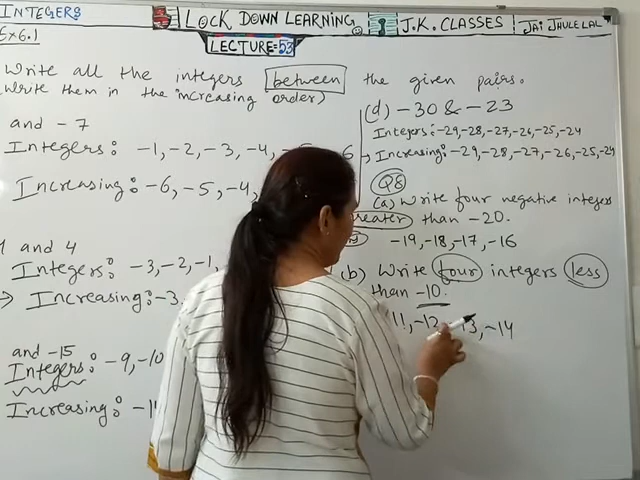 INTEGERS
LOCK DOWN LEARNING
J.K. CLASSES
JAI JHULELAL
Ex 6.1
LECTURE=53
Write all the integers between the given pairs.
(Write them in the increasing order)
and -7
Integers: -1, -2, -3, -4,
Increasing: -6, -5, -4,
and 4
Integers: -3, -2, -1,
→ Increasing: -3,
and -15
Integers: -9, -10
Increasing: -1
(d) -30 & -23
Integers: -29, -28, -27, -26, -25, -24
→ Increasing: -29, -28, -27, -26, -25, -24
Q8
(a) Write four negative integers
eater than -20.
-19, -18, -17, -16
(b) Write four integers less
than -10.
11, -12, -13, -14